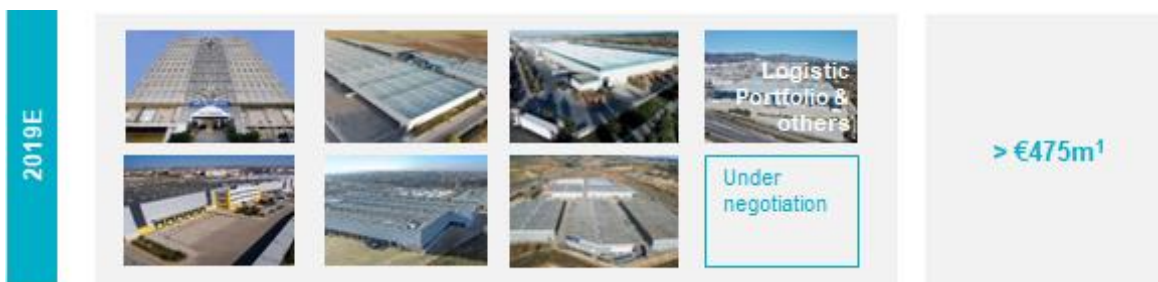 2019E
Logistic
Portfolio &
others
Under
negotiation
> €475m¹